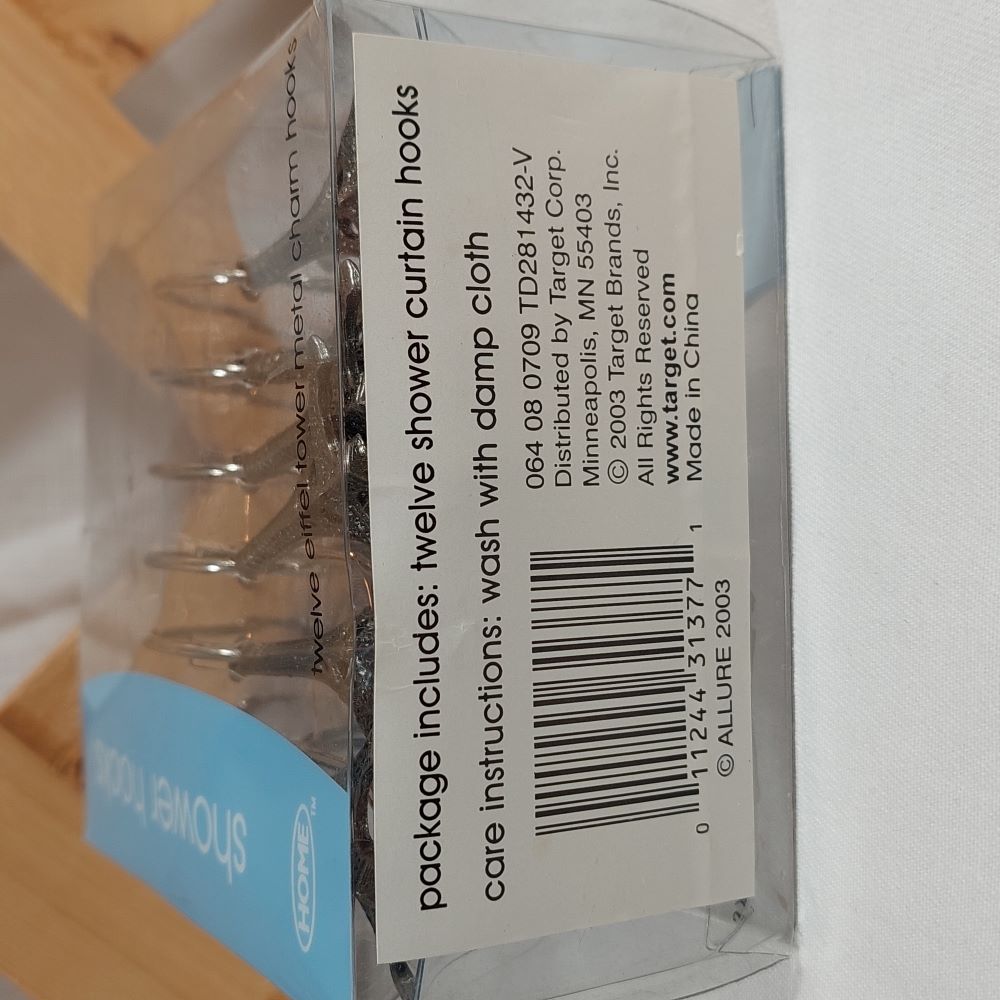 shower hooks
HOME™
twelve eiffel tower metal charm hooks
package includes: twelve shower curtain hooks
care instructions: wash with damp cloth
064 08 0709 TD281432-V
Distributed by Target Corp.
Minneapolis, MN 55403
© 2003 Target Brands, Inc.
All Rights Reserved
www.target.com
Made in China
0 11244 31377 1
© ALLURE 2003